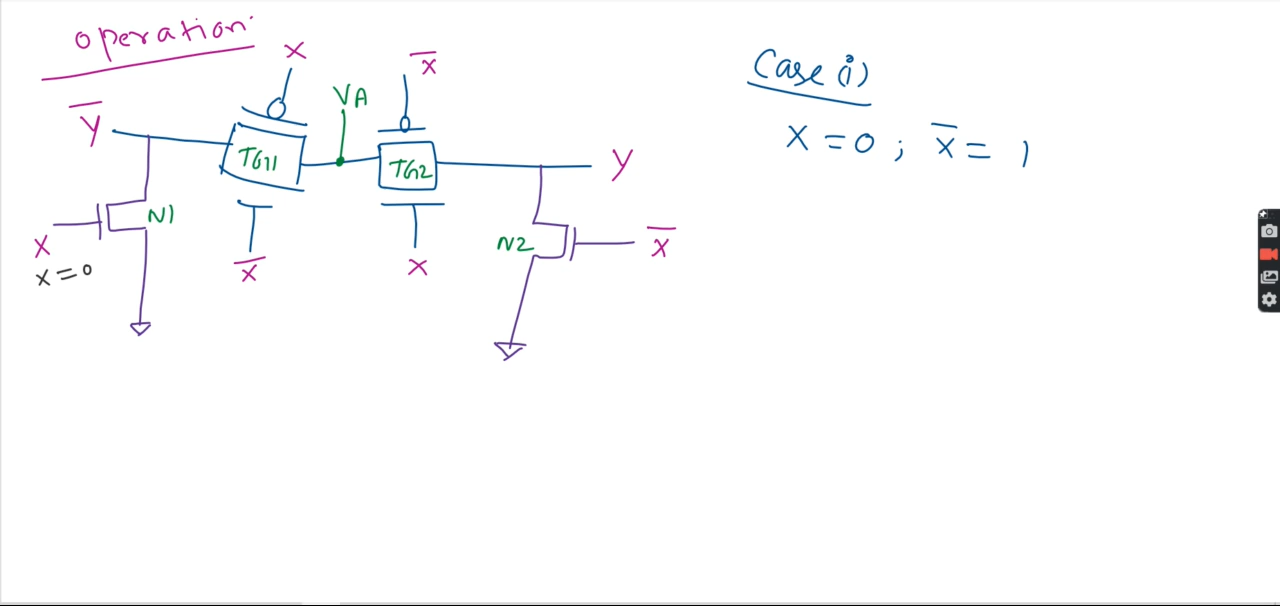 operation
X
X̅
VA
Case (i)
Y̅
TG1
TG2
X = 0 ; X̅ = 1
Y
N1
N2
X
X̅
X = 0
X̅
X